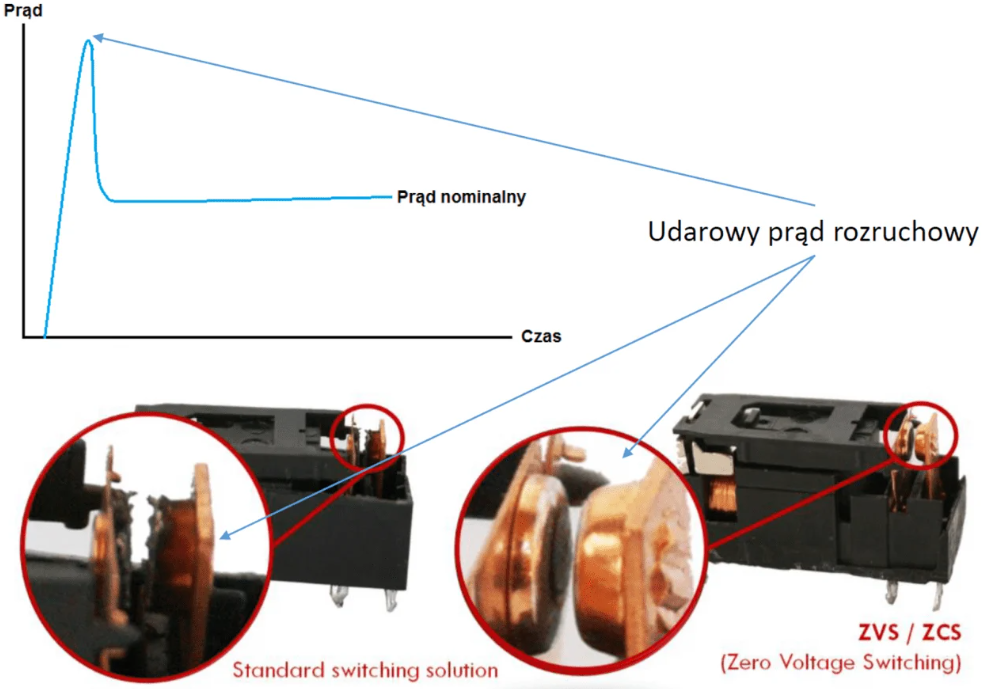 Prąd
Prąd nominalny
Udarowy prąd rozruchowy
Czas
Standard switching solution
ZVS / ZCS
(Zero Voltage Switching)